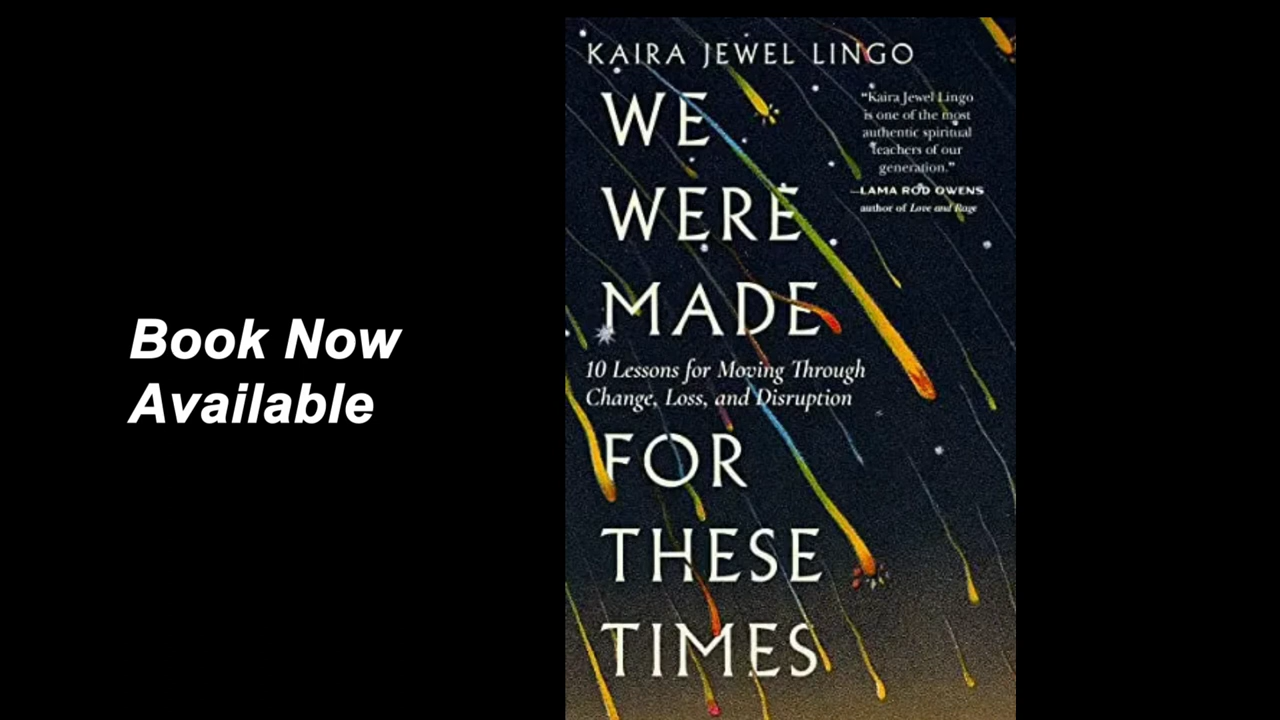 Book Now
Available
KAIRA JEWEL LINGO
WE
WERE
MADE
10 Lessons for Moving Through
Change, Loss, and Disruption
FOR
THESE
TIMES
“Kaira Jewel Lingo
is one of the most
authentic spiritual
teachers of our
generation.”
—LAMA ROD OWENS
author of Love and Rage